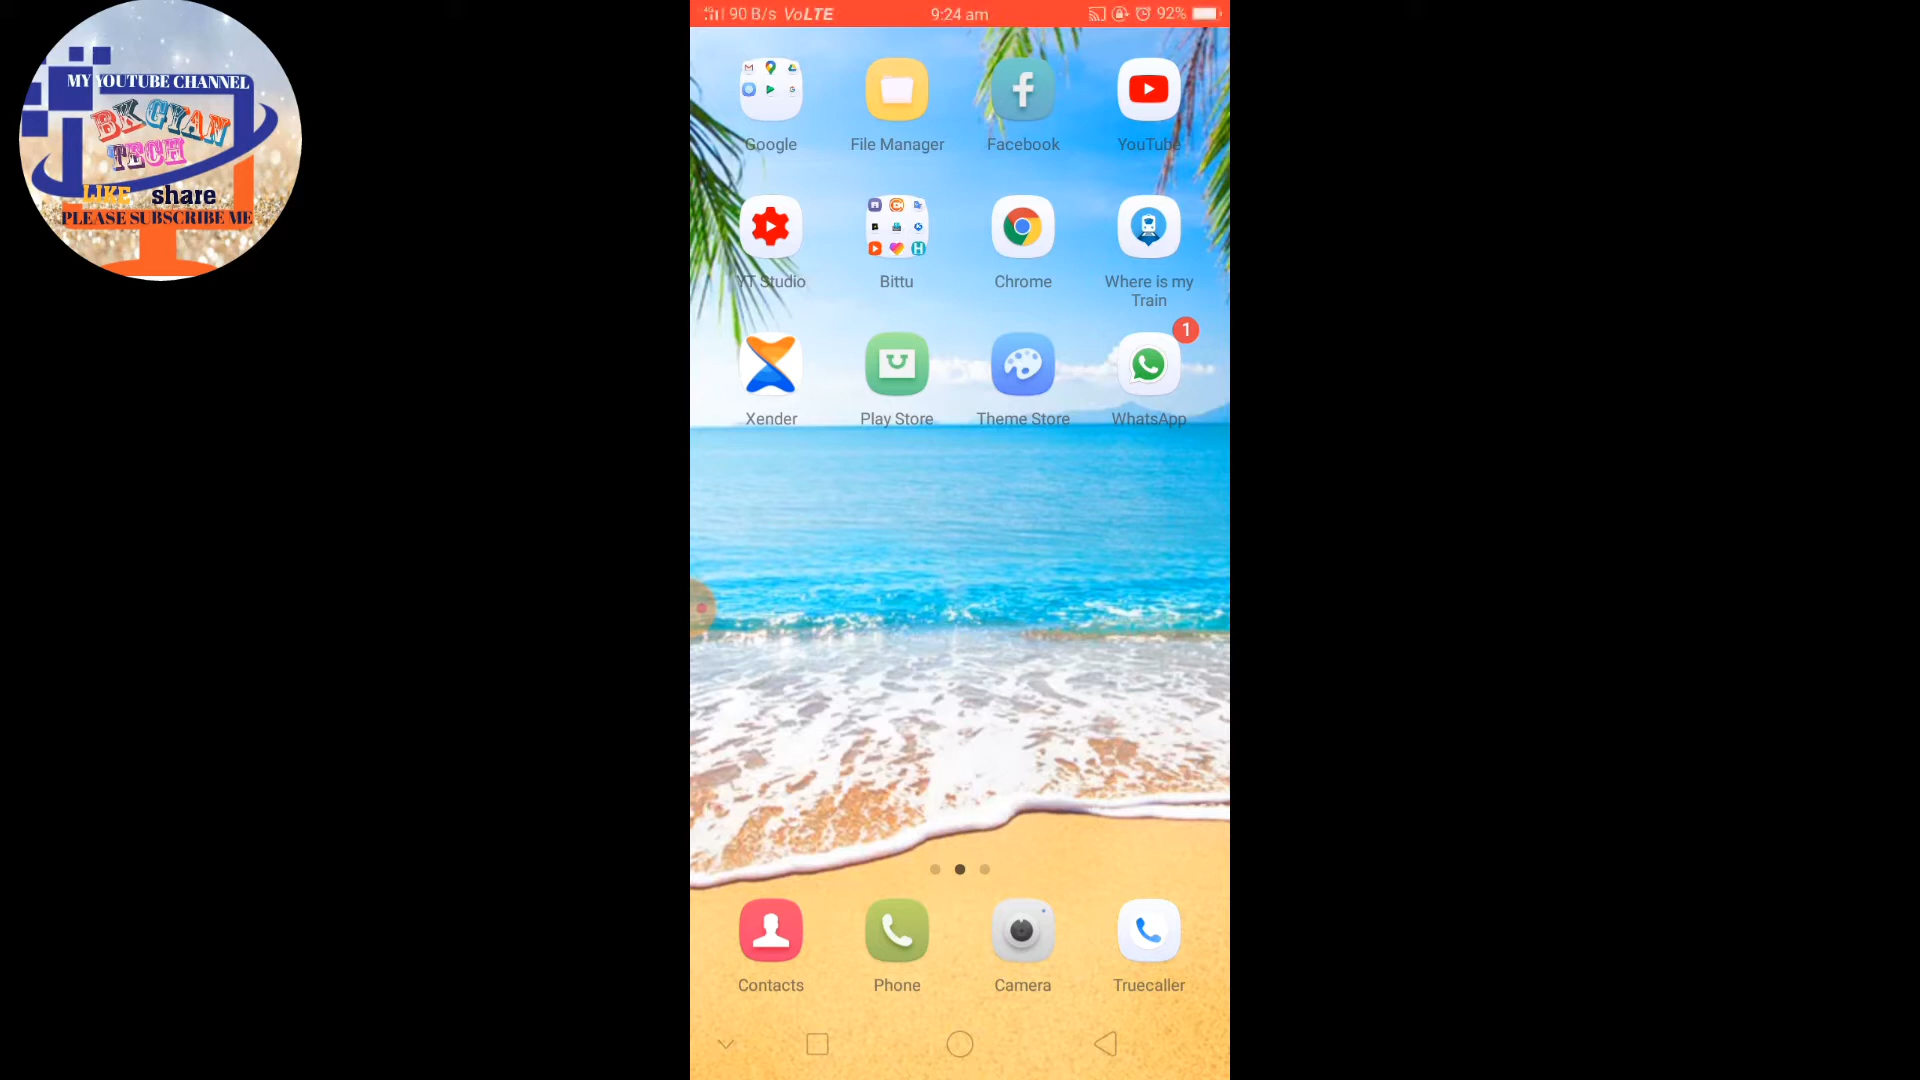 MY YOUTUBE CHANNEL
BK GYAN
TECH
LIKE share
PLEASE SUBSCRIBE ME
4G 90 B/s VoLTE 9:24 am 92%
Google File Manager Facebook YouTube
YT Studio Bittu Chrome Where is my
Train
1
Xender Play Store Theme Store WhatsApp
Contacts Phone Camera Truecaller